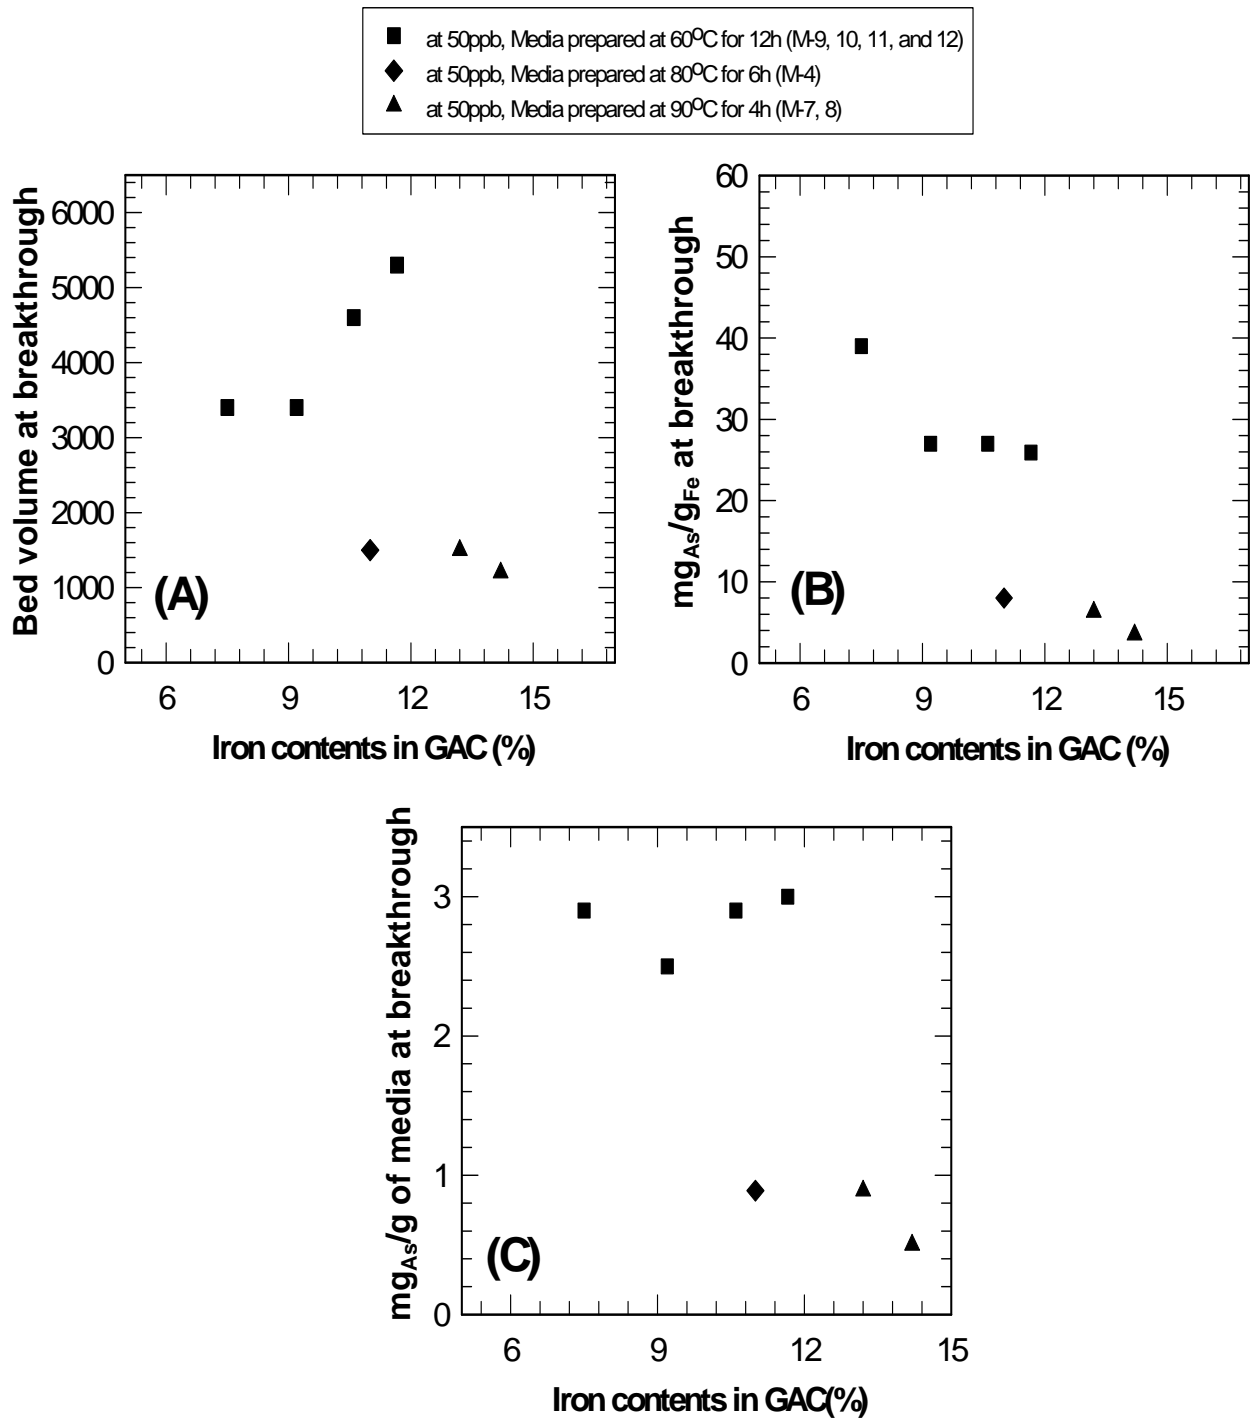 at 50ppb, Media prepared at 60ºC for 12h (M-9, 10, 11, and 12)
at 50ppb, Media prepared at 80ºC for 6h (M-4)
at 50ppb, Media prepared at 90ºC for 4h (M-7, 8)
Bed volume at breakthrough
6000
5000
4000
3000
2000
1000
0
(A)
6 9 12 15
Iron contents in GAC (%)
mgAs/gFe at breakthrough
60
50
40
30
20
10
0
(B)
6 9 12 15
Iron contents in GAC (%)
mgAs/g of media at breakthrough
3
2
1
0
(C)
6 9 12 15
Iron contents in GAC(%)